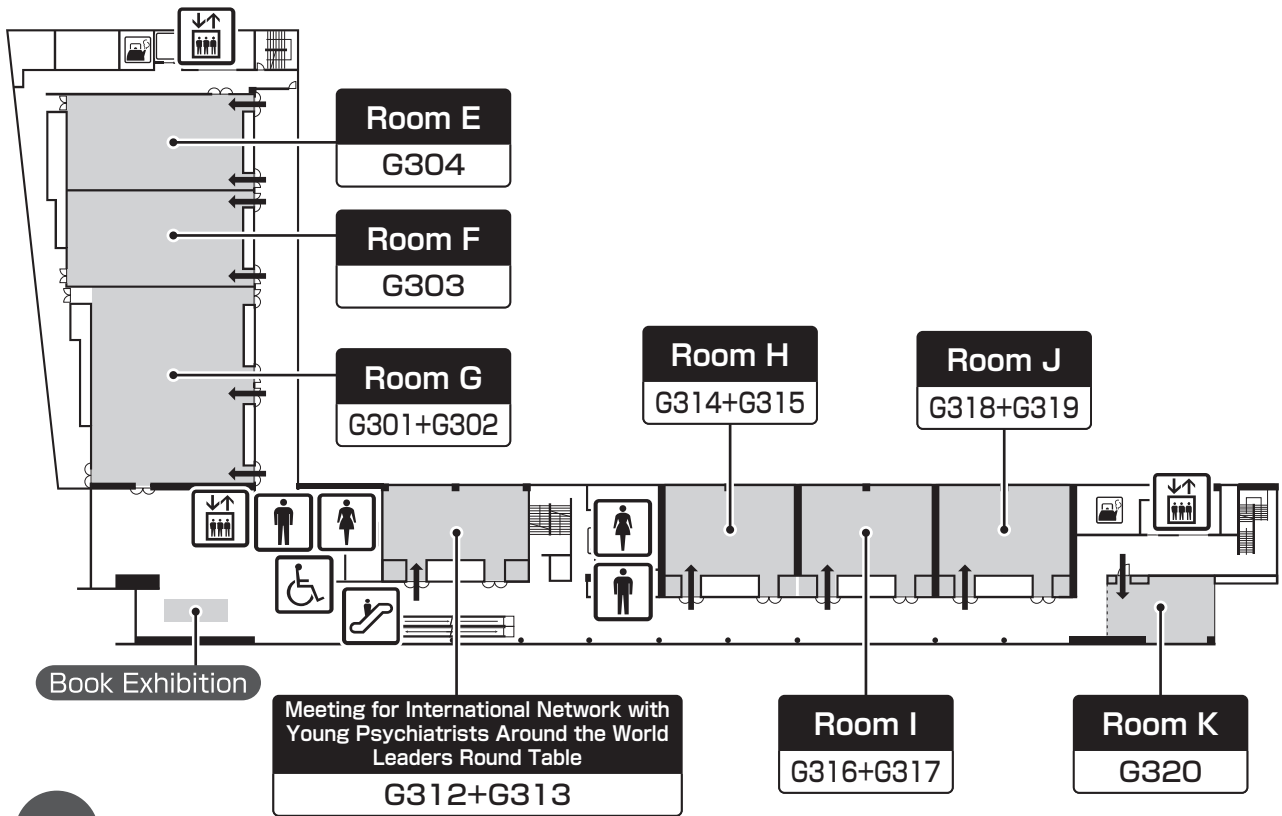 Room E
G304
Room F
G303
Room G
G301+G302
Room H
G314+G315
Room J
G318+G319
Book Exhibition
Meeting for International Network with
Young Psychiatrists Around the World
Leaders Round Table
G312+G313
Room I
G316+G317
Room K
G320